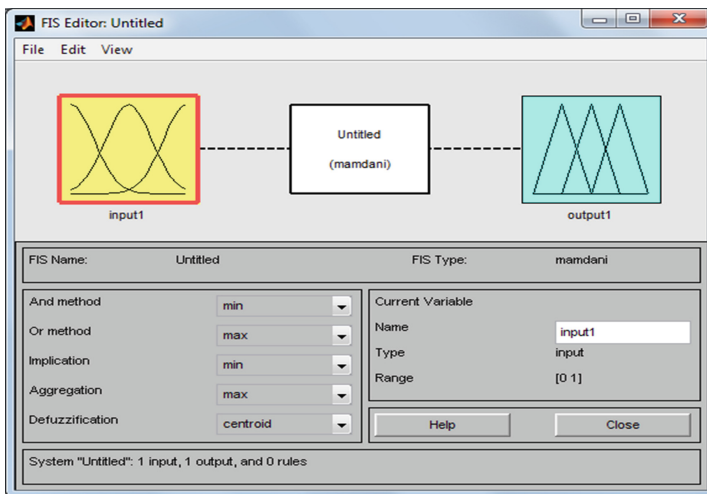 FIS Editor: Untitled
File Edit View
Untitled
(mamdani)
input1
output1
FIS Name: Untitled FIS Type: mamdani
And method min
Or method max
Implication min
Aggregation max
Defuzzification centroid
Current Variable
Name input1
Type input
Range [0 1]
Help Close
System "Untitled": 1 input, 1 output, and 0 rules